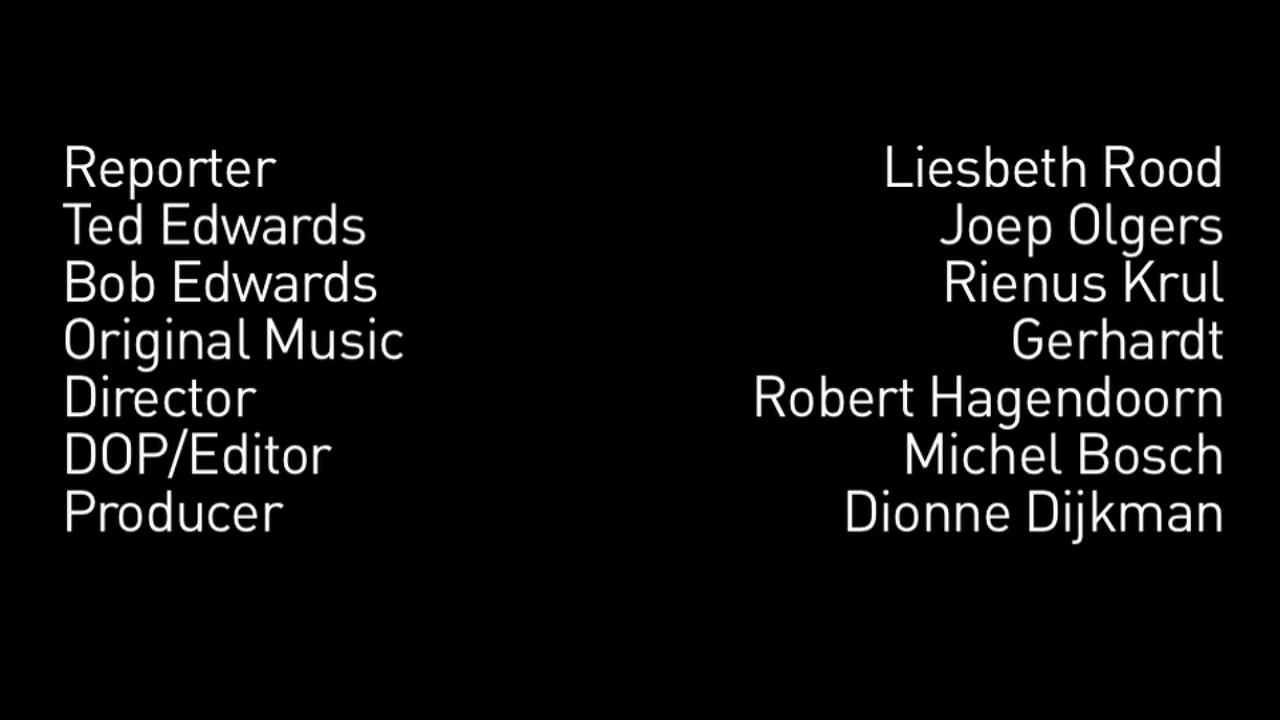 Reporter Liesbeth Rood
Ted Edwards Joep Olgers
Bob Edwards Rienus Krul
Original Music Gerhardt
Director Robert Hagendoorn
DOP/Editor Michel Bosch
Producer Dionne Dijkman